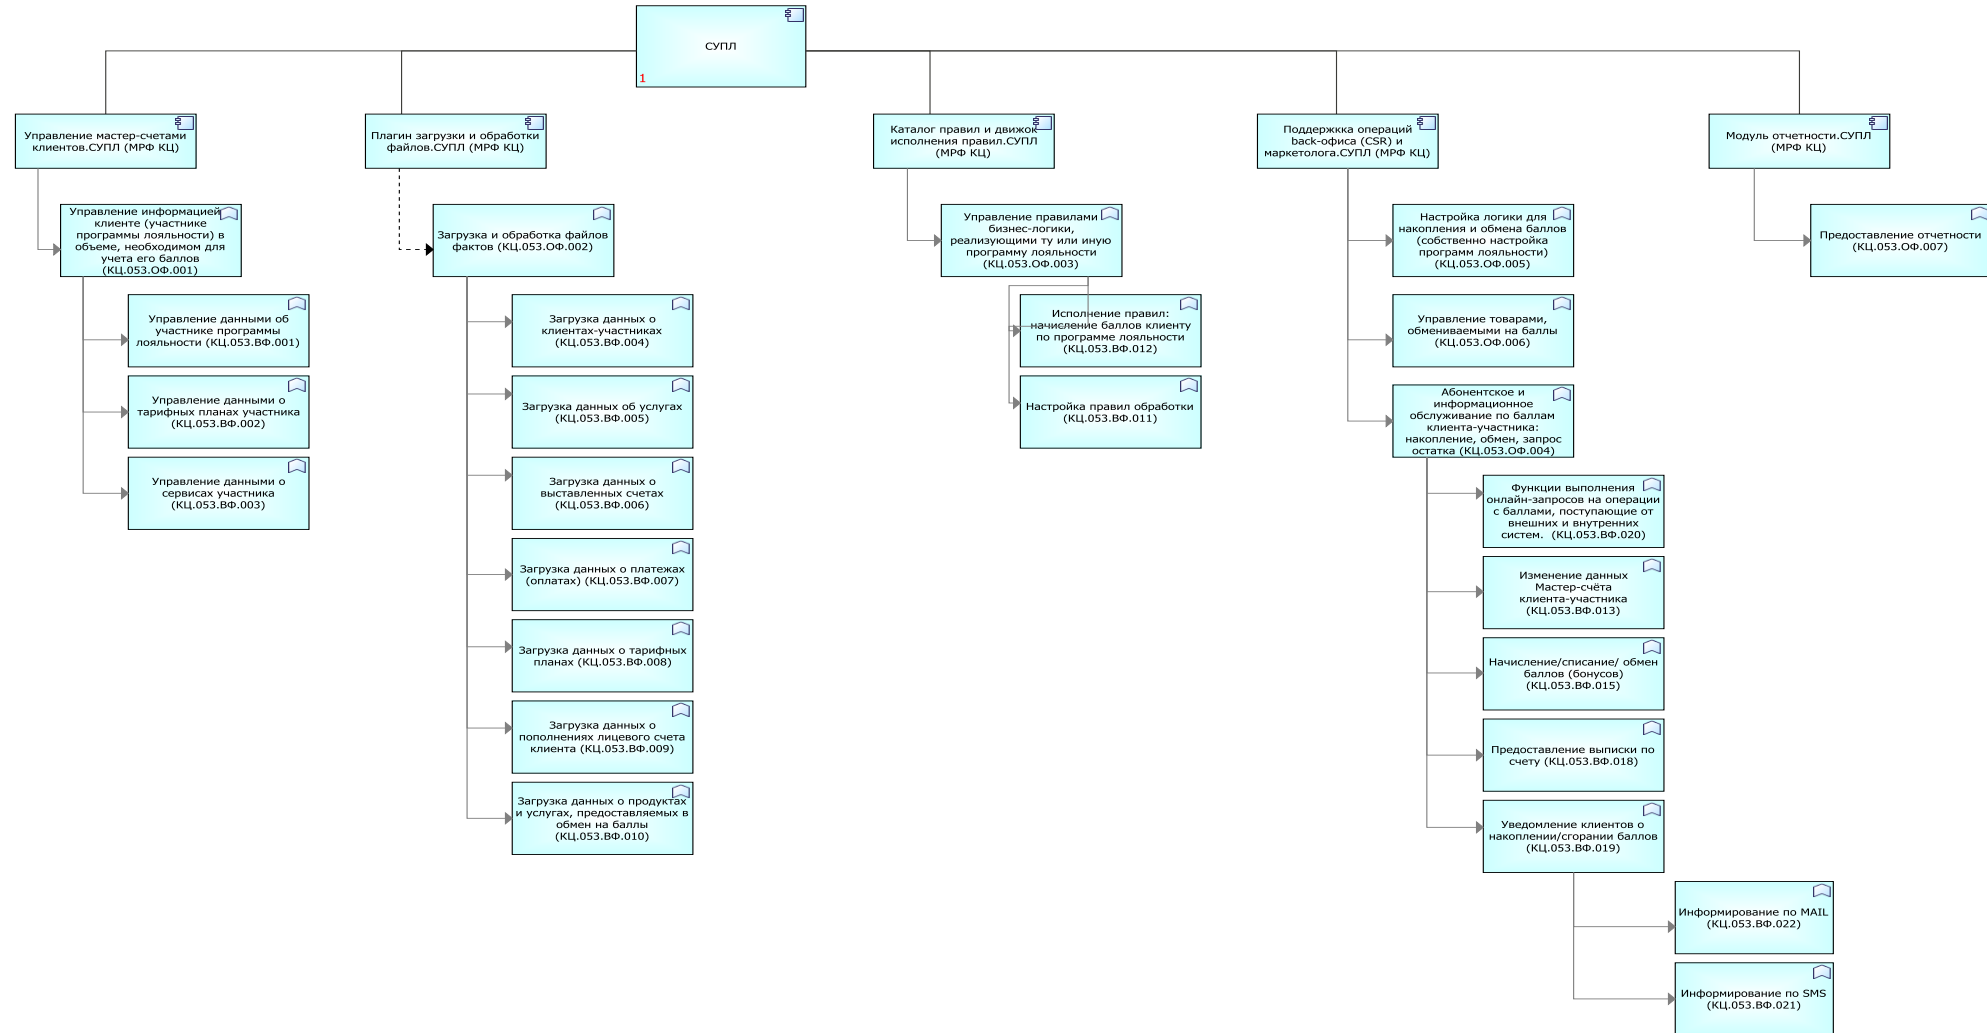 СУПЛ
1
Управление мастер-счетами
клиентов.СУПЛ (МРФ КЦ)
Плагин загрузки и обработки
файлов.СУПЛ (МРФ КЦ)
Каталог правил и движок
исполнения правил.СУПЛ
(МРФ КЦ)
Поддержкка операций
back-офиса (CSR) и
маркетолога.СУПЛ (МРФ КЦ)
Модуль отчетности.СУПЛ
(МРФ КЦ)
Управление информацией
клиенте (участнике
программы лояльности) в
объеме, необходимом для
учета его баллов
(КЦ.053.ОФ.001)
Управление данными об
участнике программы
лояльности (КЦ.053.ВФ.001)
Управление данными о
тарифных планах участника
(КЦ.053.ВФ.002)
Управление данными о
сервисах участника
(КЦ.053.ВФ.003)
Загрузка и обработка файлов
фактов (КЦ.053.ОФ.002)
Загрузка данных о
клиентах-участниках
(КЦ.053.ВФ.004)
Загрузка данных об услугах
(КЦ.053.ВФ.005)
Загрузка данных о
выставленных счетах
(КЦ.053.ВФ.006)
Загрузка данных о платежах
(оплатах) (КЦ.053.ВФ.007)
Загрузка данных о тарифных
планах (КЦ.053.ВФ.008)
Загрузка данных о
пополнениях лицевого счета
клиента (КЦ.053.ВФ.009)
Загрузка данных о продуктах
и услугах, предоставляемых в
обмен на баллы
(КЦ.053.ВФ.010)
Управление правилами
бизнес-логики,
реализующими ту или иную
программу лояльности
(КЦ.053.ОФ.003)
Исполнение правил:
начисление баллов клиенту
по программе лояльности
(КЦ.053.ВФ.012)
Настройка правил обработки
(КЦ.053.ВФ.011)
Настройка логики для
накопления и обмена баллов
(собственно настройка
программ лояльности)
(КЦ.053.ОФ.005)
Управление товарами,
обмениваемыми на баллы
(КЦ.053.ОФ.006)
Абонентское и
информационное
обслуживание по баллам
клиента-участника:
накопление, обмен, запрос
остатка (КЦ.053.ОФ.004)
Функции выполнения
онлайн-запросов на операции
с баллами, поступающие от
внешних и внутренних
систем. (КЦ.053.ВФ.020)
Изменение данных
Мастер-счёта
клиента-участника
(КЦ.053.ВФ.013)
Начисление/списание/ обмен
баллов (бонусов)
(КЦ.053.ВФ.015)
Предоставление выписки по
счету (КЦ.053.ВФ.018)
Уведомление клиентов о
накоплении/сгорании баллов
(КЦ.053.ВФ.019)
Информирование по MAIL
(КЦ.053.ВФ.022)
Информирование по SMS
(КЦ.053.ВФ.021)
Предоставление отчетности
(КЦ.053.ОФ.007)